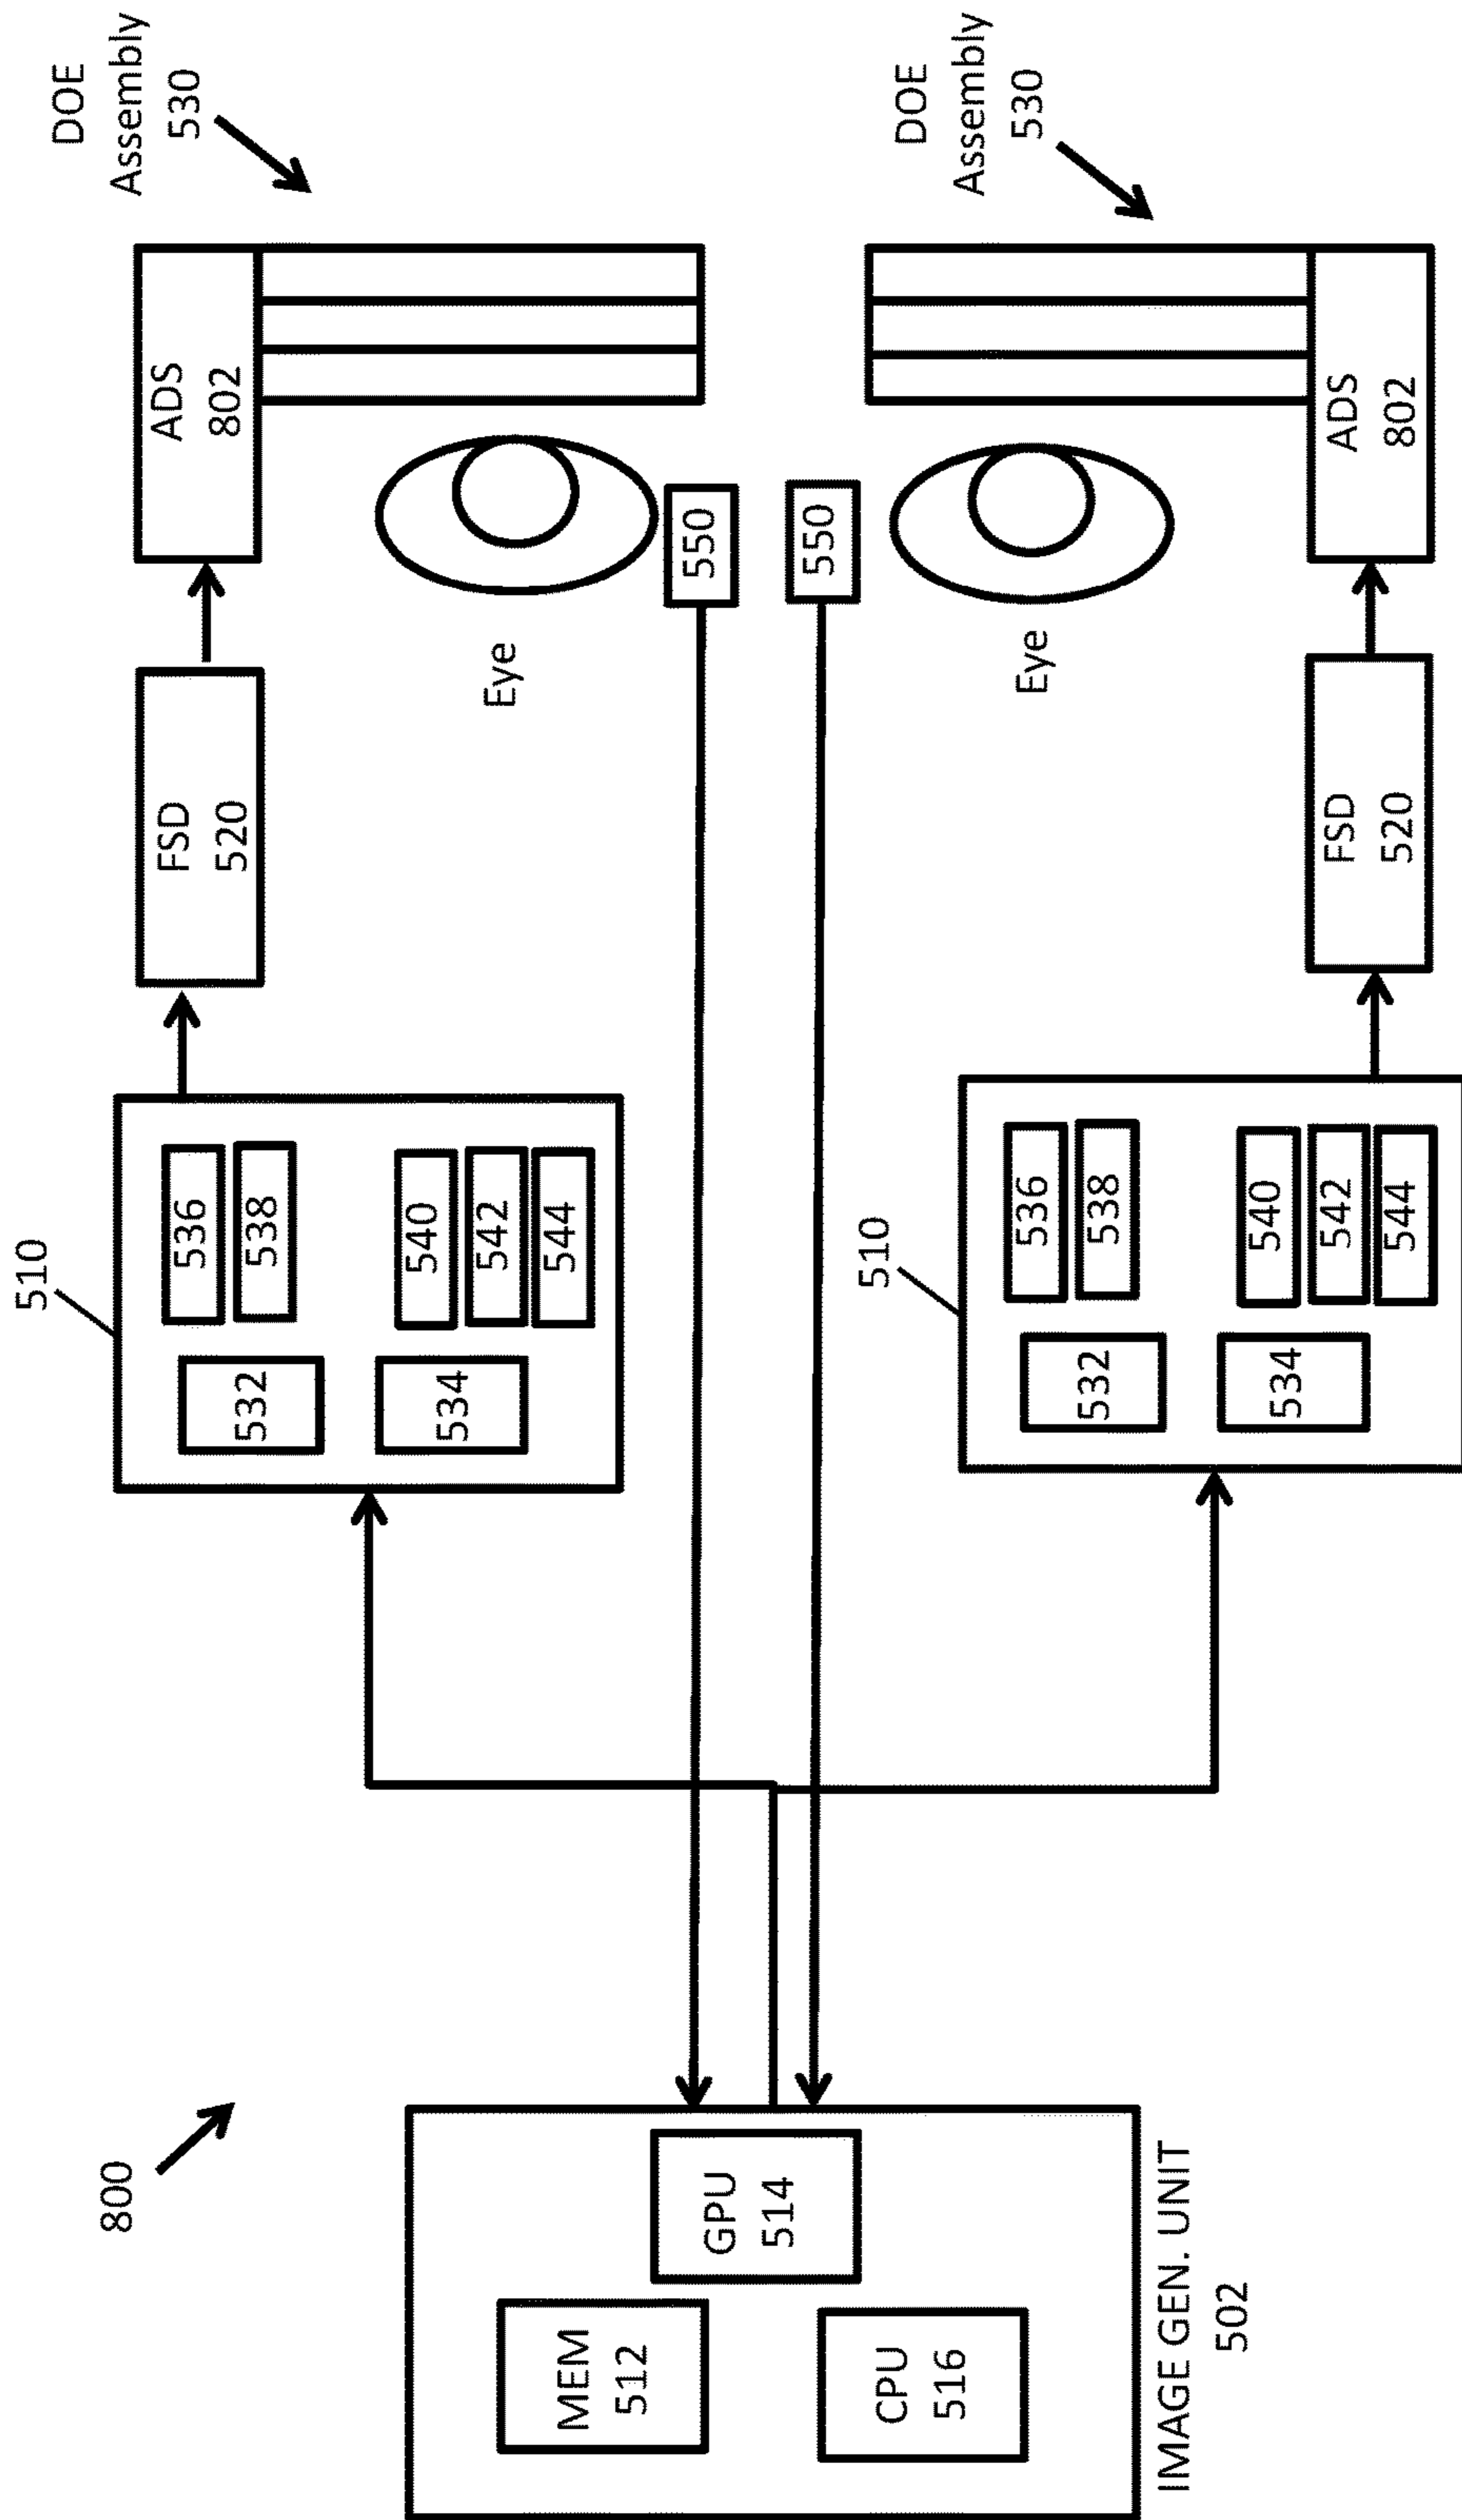 800
MEM
512
GPU
514
CPU
516
IMAGE GEN. UNIT
502
510
532
534
536
538
540
542
544
FSD
520
ADS
802
DOE
Assembly
530
Eye
550
550
Eye
510
532
534
536
538
540
542
544
FSD
520
ADS
802
DOE
Assembly
530